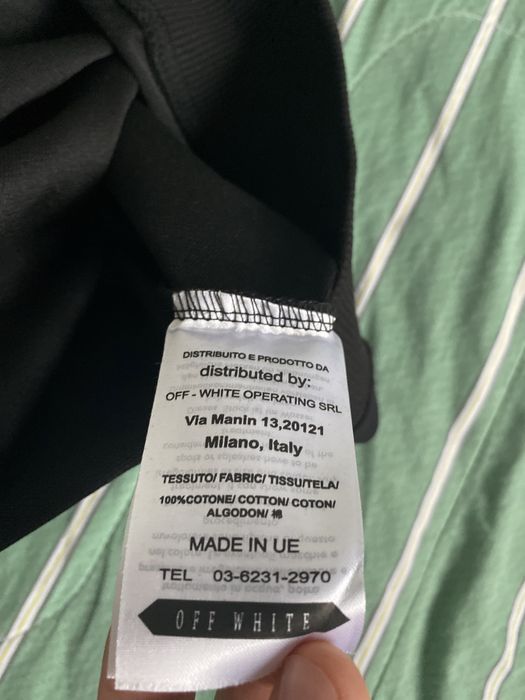 DISTRIBUITO E PRODOTTO DA
distributed by:
OFF - WHITE OPERATING SRL
Via Manin 13,20121
Milano, Italy
TESSUTO/ FABRIC/ TISSU/TELA/
100%COTONE/ COTTON/ COTON/
ALGODON/ 棉
MADE IN UE
TEL 03-6231-2970
OFF WHITE